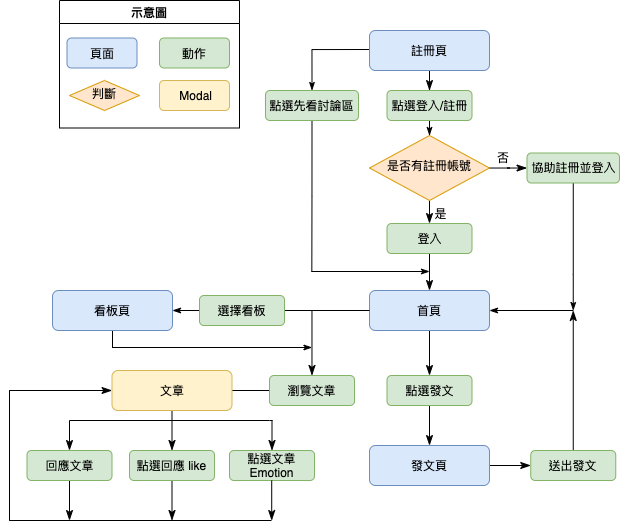 示意圖
頁面
動作
判斷
Modal
註冊頁
點選先看討論區
點選登入/註冊
是否有註冊帳號
否
協助註冊並登入
是
登入
看板頁
選擇看板
首頁
文章
瀏覽文章
點選發文
回應文章
點選回應 like
點選文章
Emotion
發文頁
送出發文